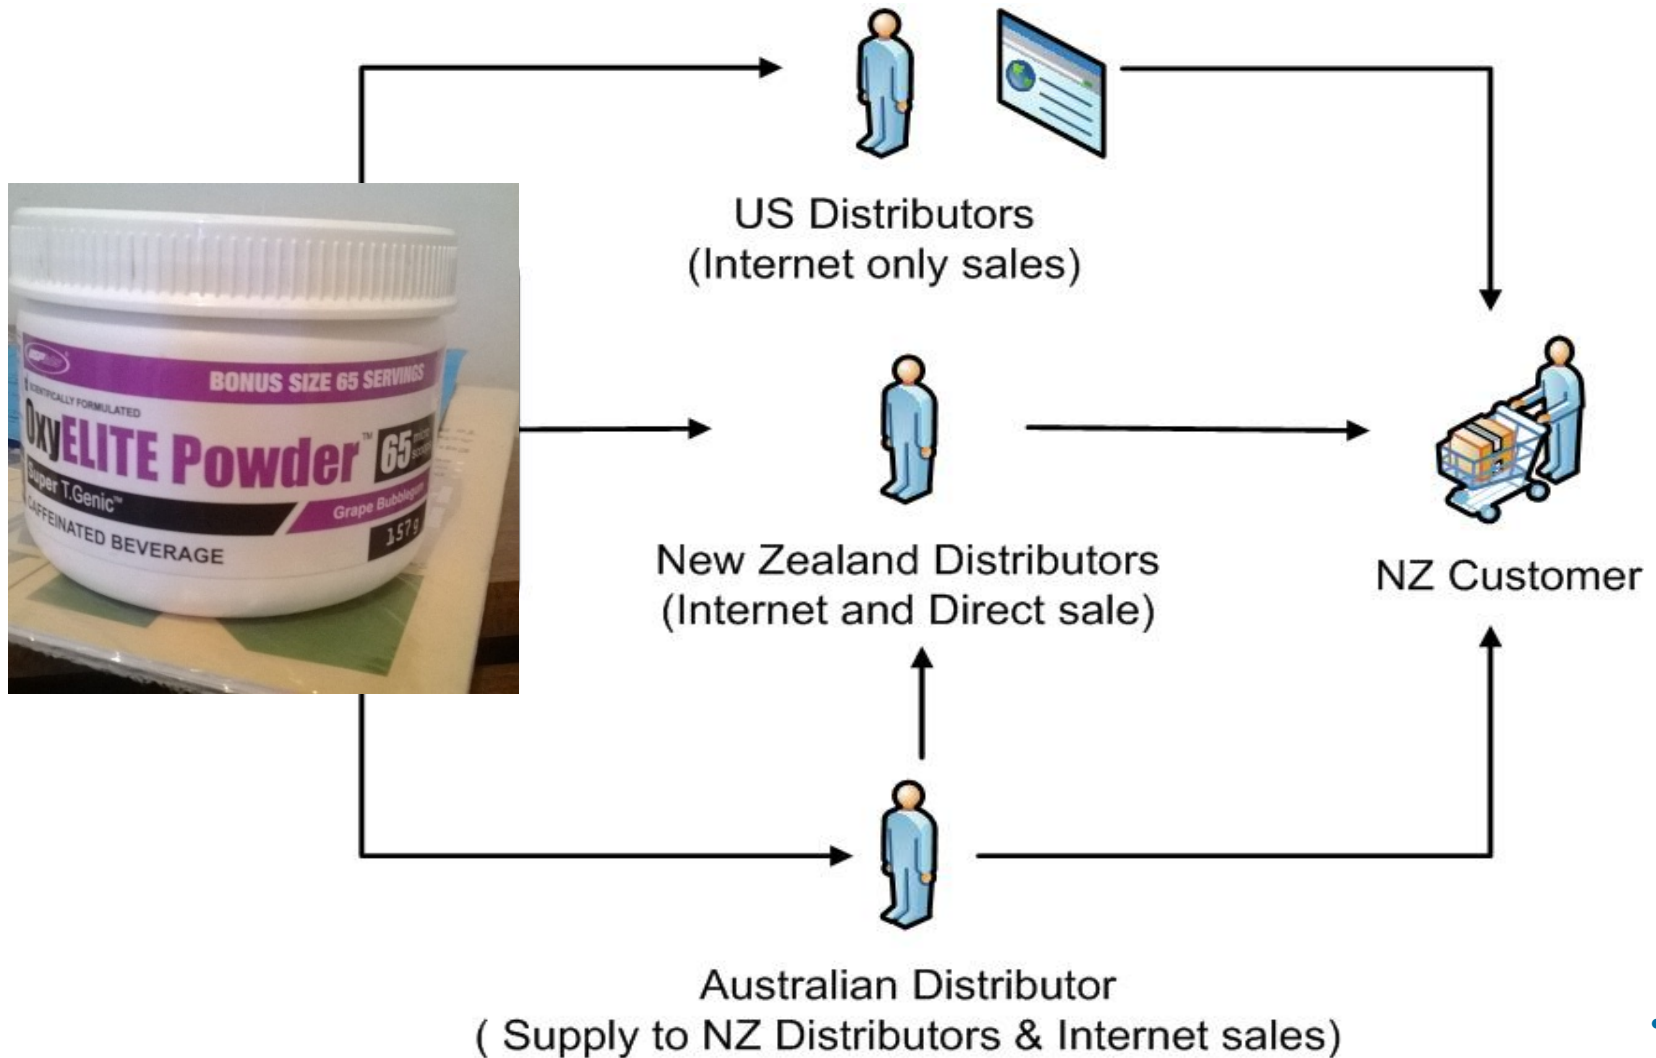 US Distributors
(Internet only sales)
BONUS SIZE 65 SERVINGS
SCIENTIFICALLY FORMULATED
OxyELITE Powder™ 65 micro
Super T.Genic™
Grape Bubblegum
CAFFEINATED BEVERAGE
157g
New Zealand Distributors
(Internet and Direct sale)
NZ Customer
Australian Distributor
( Supply to NZ Distributors & Internet sales)